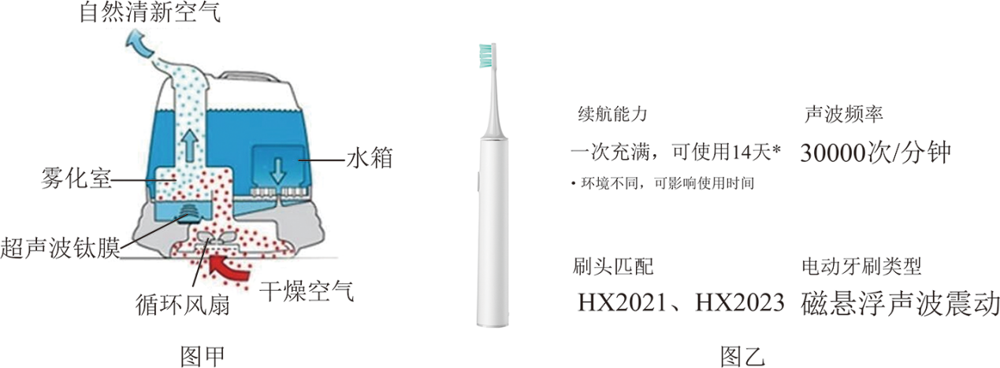 自然清新空气
水箱
雾化室
超声波钛膜
循环风扇
干燥空气
图甲
续航能力
一次充满，可使用14天*
·环境不同，可影响使用时间
声波频率
30000次/分钟
刷头匹配
HX2021、HX2023
电动牙刷类型
磁悬浮声波震动
图乙